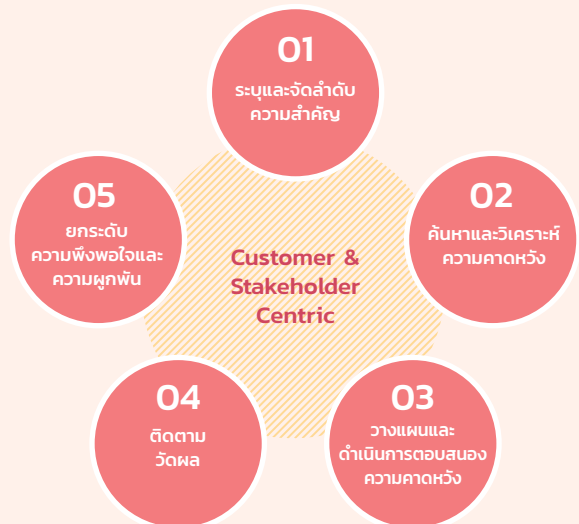 01
ระบุและจัดลำดับ
ความสำคัญ
02
ค้นหาและวิเคราะห์
ความคาดหวัง
03
วางแผนและ
ดำเนินการตอบสนอง
ความคาดหวัง
04
ติดตาม
วัดผล
05
ยกระดับ
ความพึงพอใจและ
ความผูกพัน
Customer &
Stakeholder
Centric